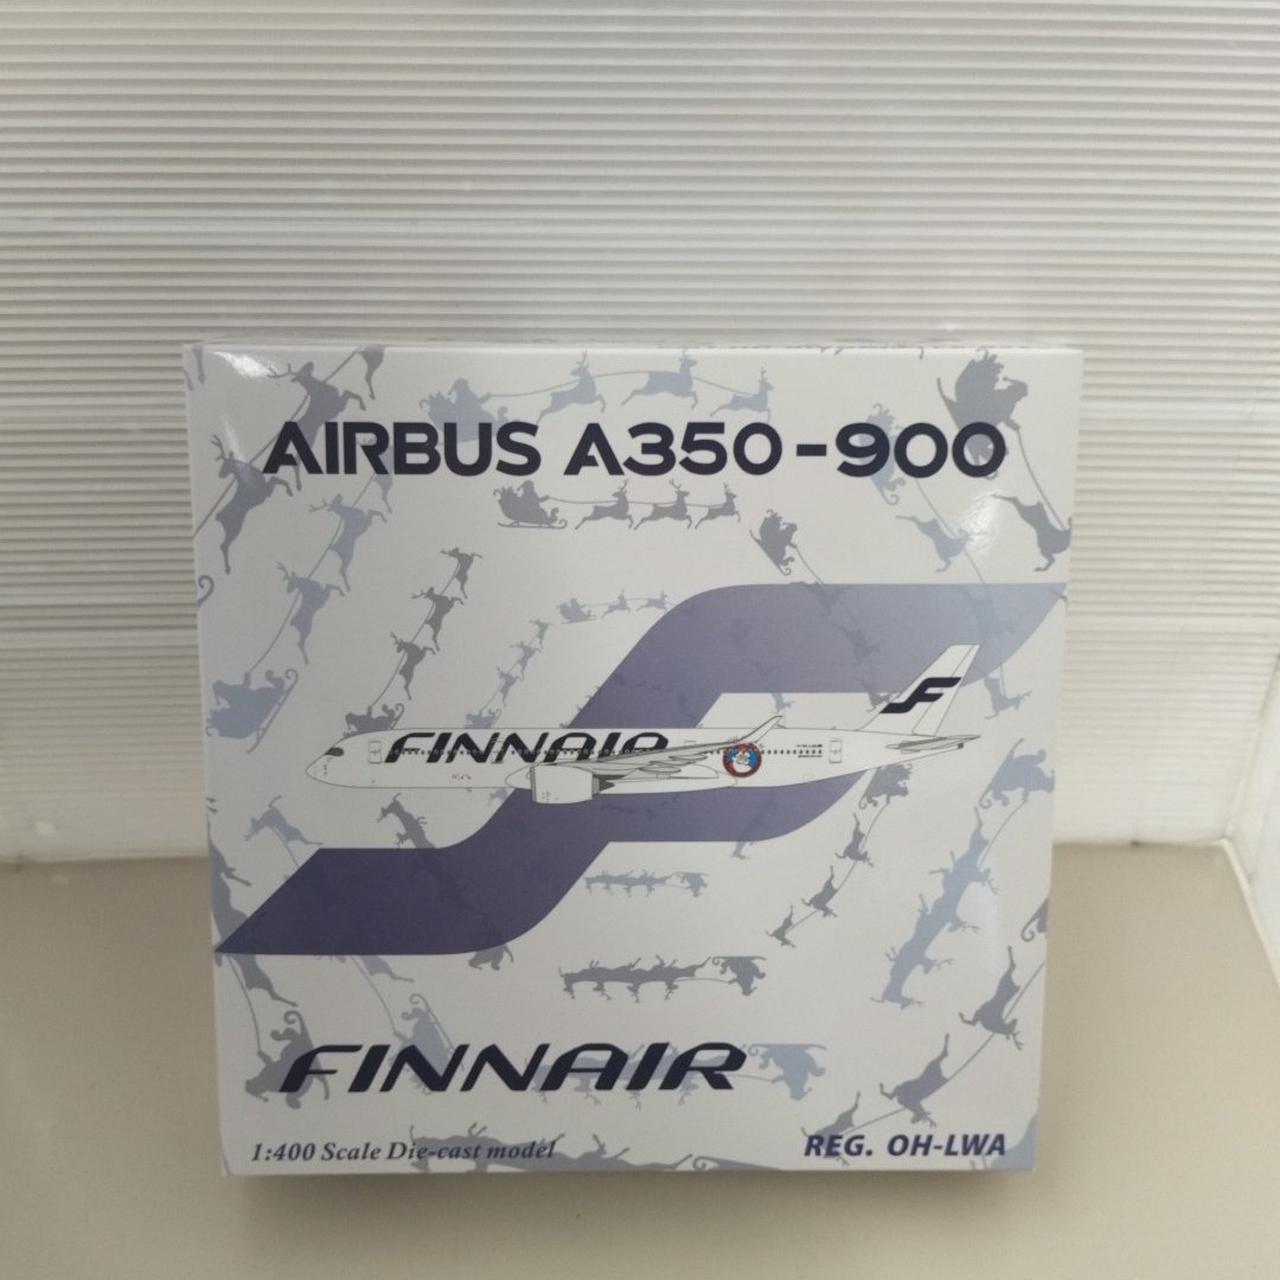 AIRBUS A350-900
FINNAIR
FINNAIR
1:400 Scale Die-cast model
REG. OH-LWA